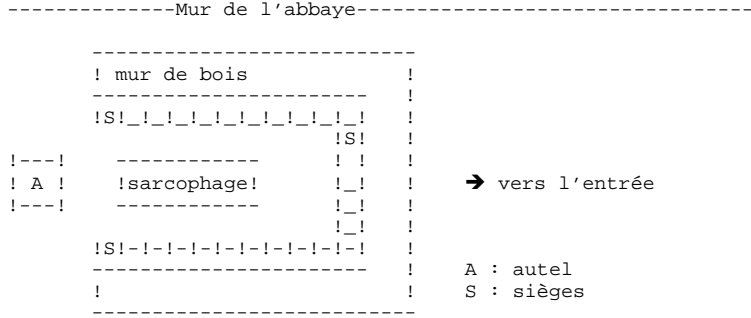 --------------Mur de l'abbaye---------------------------------
---------------------------
! mur de bois             !
-----------------------   !
!S!_!_!_!_!_!_!_!_!_!_!   !
!S!   !
!---!    ------------      ! !   !
! A !    !sarcophage!      !_!   !    ➔ vers l'entrée
!---!    ------------      !_!   !
!_!   !
!S!-!-!-!-!-!-!-!-!-!-!   !
-----------------------   !    A : autel
!                         !    S : sièges
---------------------------